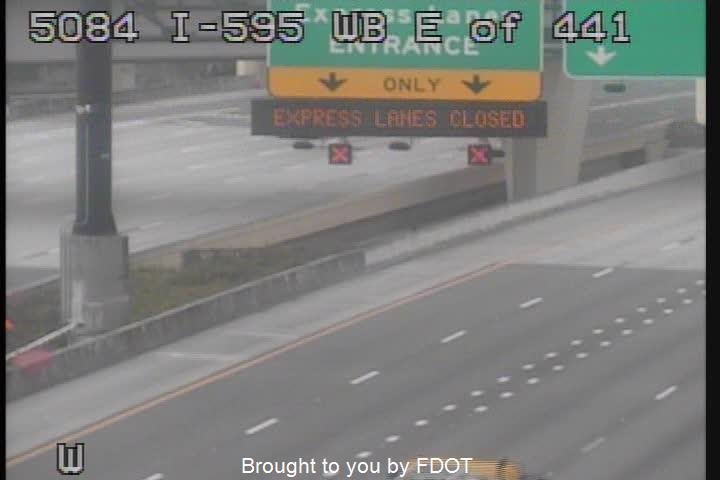 5084 I-595 WB E of 441
Express Lanes
ENTRANCE
ONLY
EXPRESS LANES CLOSED
W
Brought to you by FDOT